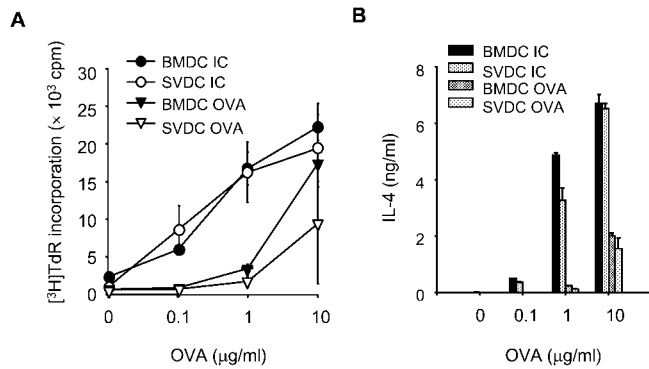 A
BMDC IC
SVDC IC
BMDC OVA
SVDC OVA
[³H]TdR incorporation (× 10³ cpm)
30
25
20
15
10
5
0
0 0.1 1 10
OVA (μg/ml)
B
BMDC IC
SVDC IC
BMDC OVA
SVDC OVA
IL-4 (ng/ml)
8
6
4
2
0
0 0.1 1 10
OVA (μg/ml)